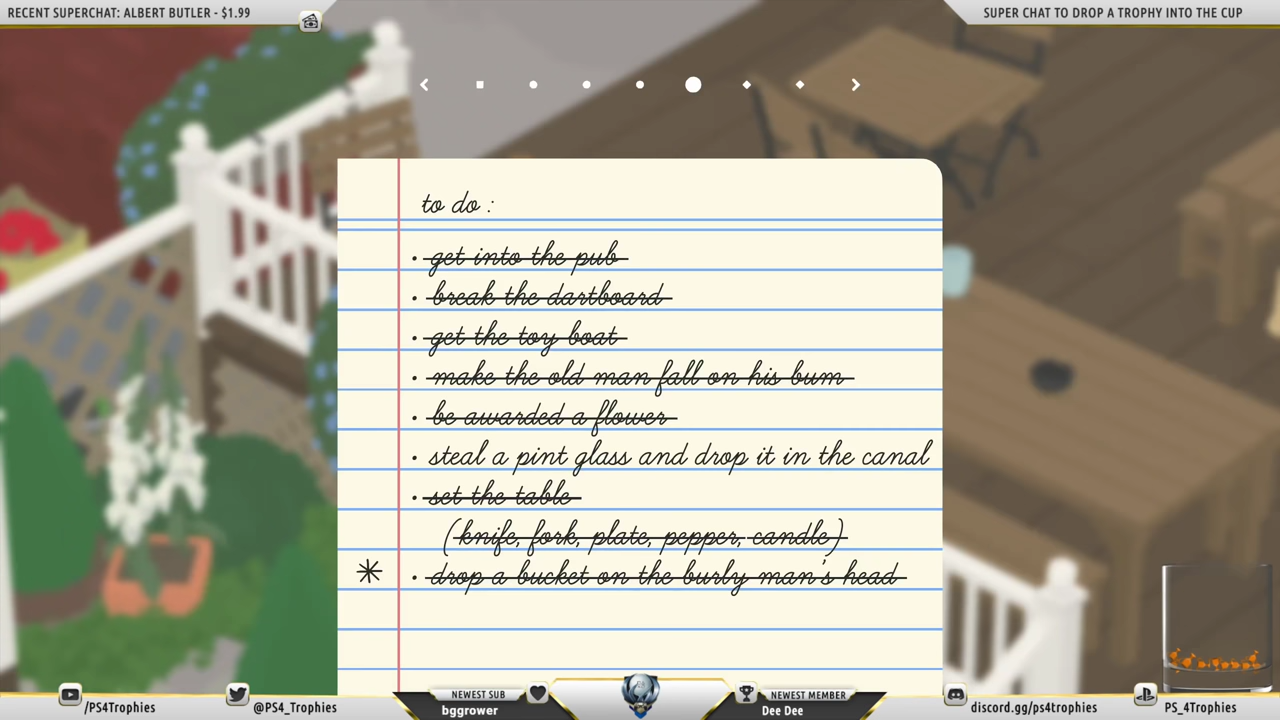 RECENT SUPERCHAT: ALBERT BUTLER - $1.99
SUPER CHAT TO DROP A TROPHY INTO THE CUP
to do :
• get into the pub
• break the dartboard
• get the toy boat
• make the old man fall on his bum
• be awarded a flower
• steal a pint glass and drop it in the canal
• set the table
(knife, fork, plate, pepper, candle)
• drop a bucket on the burly man's head
/PS4Trophies
@PS4_Trophies
NEWEST SUB
bggrower
NEWEST MEMBER
Dee Dee
discord.gg/ps4trophies
PS_4Trophies